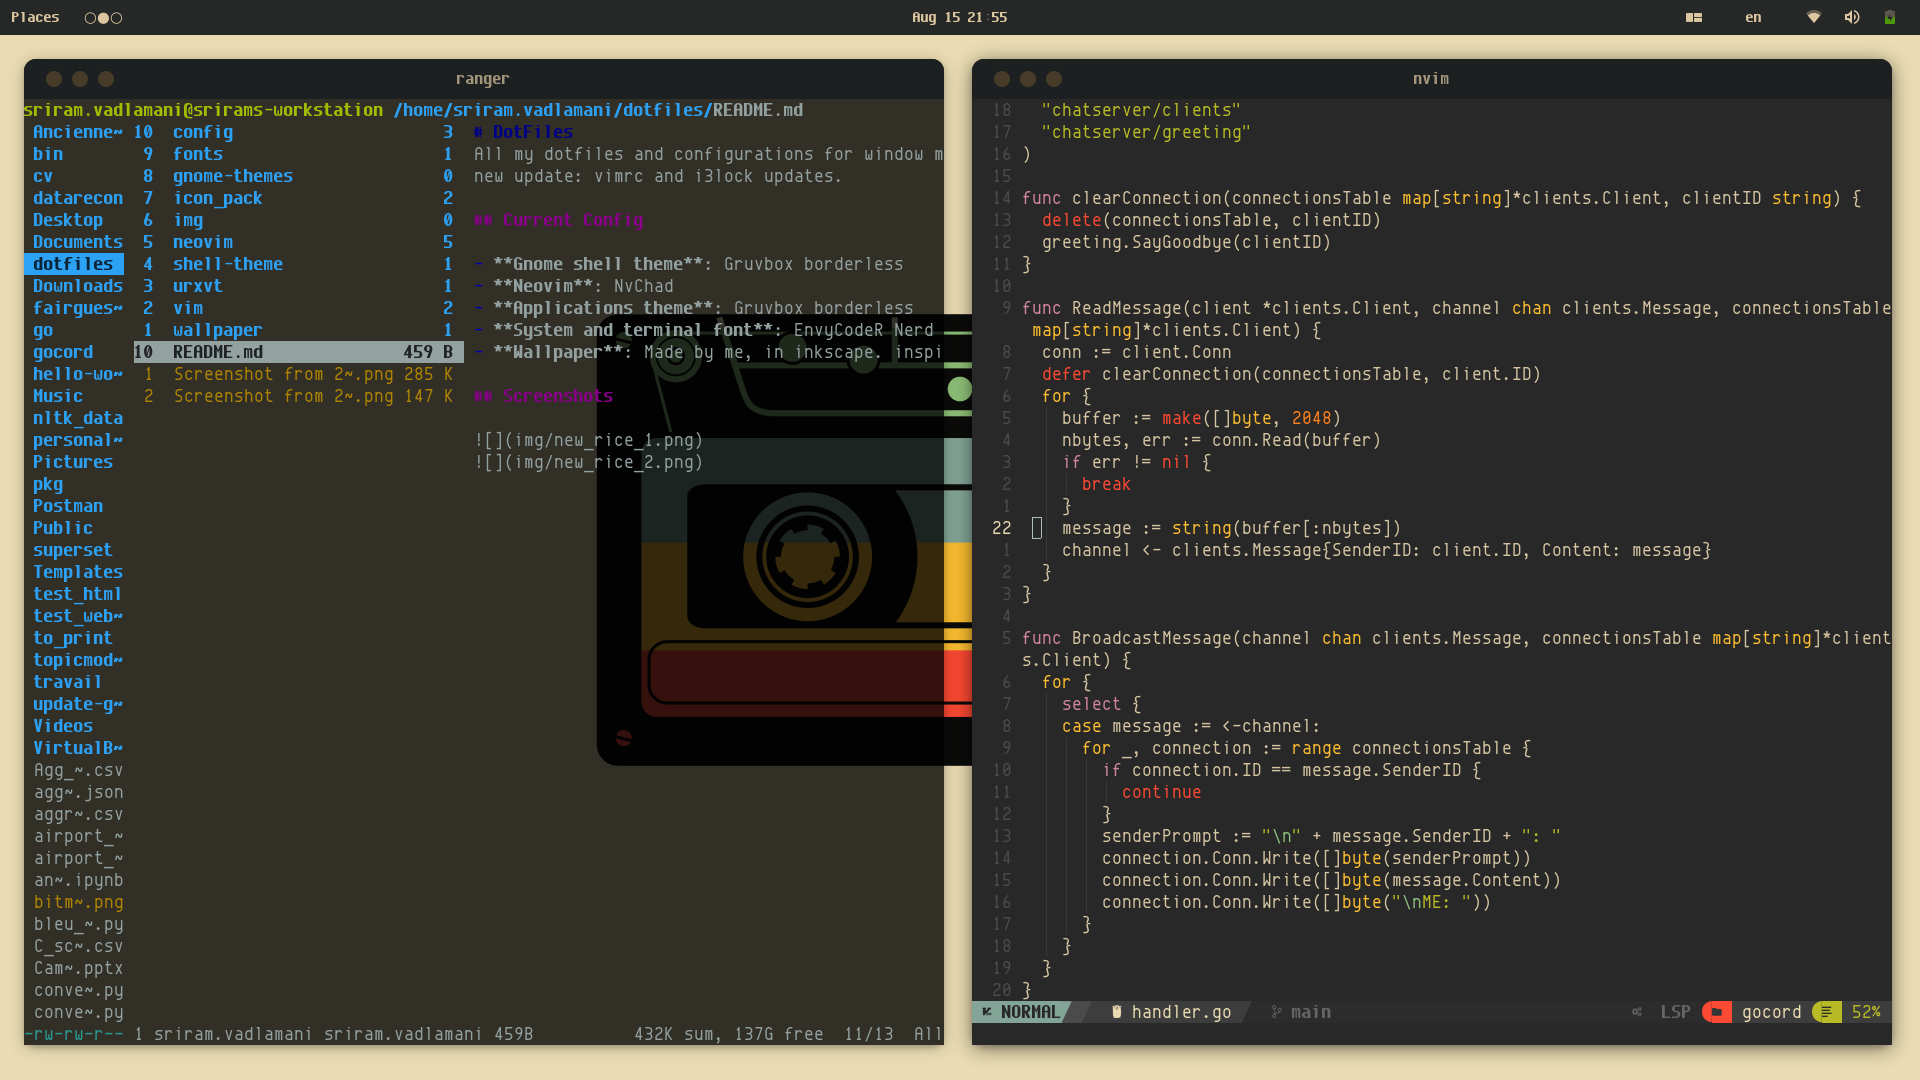 Places
Aug 15 21:55
en
ranger
sriram.vadlamani@srirams-workstation /home/sriram.vadlamani/dotfiles/README.md
Ancienne~ 10 config 3 # DotFiles
bin 9 fonts 1 All my dotfiles and configurations for window m
cv 8 gnome-themes 0 new update: vimrc and i3lock updates.
datarecon 7 icon_pack 2
Desktop 6 img 0 ## Current Config
Documents 5 neovim 5
dotfiles 4 shell-theme 1 - **Gnome shell theme**: Gruvbox borderless
Downloads 3 urxvt 1 - **Neovim**: NvChad
fairgues~ 2 vim 2 - **Applications theme**: Gruvbox borderless
go 1 wallpaper 1 - **System and terminal font**: EnvyCodeR Nerd
gocord 10 README.md 459 B - **Wallpaper**: Made by me, in inkscape. inspi
hello-wo~ 1 Screenshot from 2~.png 285 K
Music 2 Screenshot from 2~.png 147 K ## Screenshots
nltk_data
personal~ ![](img/new_rice_1.png)
Pictures ![](img/new_rice_2.png)
pkg
Postman
Public
superset
Templates
test_html
test_web~
to_print
topicmod~
travail
update-g~
Videos
VirtualB~
Agg_~.csv
agg~.json
aggr~.csv
airport_~
airport_~
an~.ipynb
bitm~.png
bleu_~.py
C_sc~.csv
Cam~.pptx
conve~.py
conve~.py
-rw-rw-r-- 1 sriram.vadlamani sriram.vadlamani 459B 432K sum, 137G free 11/13 All
nvim
18 "chatserver/clients"
17 "chatserver/greeting"
16 )
15
14 func clearConnection(connectionsTable map[string]*clients.Client, clientID string) {
13 delete(connectionsTable, clientID)
12 greeting.SayGoodbye(clientID)
11 }
10
9 func ReadMessage(client *clients.Client, channel chan clients.Message, connectionsTable
map[string]*clients.Client) {
8 conn := client.Conn
7 defer clearConnection(connectionsTable, client.ID)
6 for {
5 buffer := make([]byte, 2048)
4 nbytes, err := conn.Read(buffer)
3 if err != nil {
2 break
1 }
22 message := string(buffer[:nbytes])
1 channel <- clients.Message{SenderID: client.ID, Content: message}
2 }
3 }
4
5 func BroadcastMessage(channel chan clients.Message, connectionsTable map[string]*client
s.Client) {
6 for {
7 select {
8 case message := <-channel:
9 for _, connection := range connectionsTable {
10 if connection.ID == message.SenderID {
11 continue
12 }
13 senderPrompt := "\n" + message.SenderID + ": "
14 connection.Conn.Write([]byte(senderPrompt))
15 connection.Conn.Write([]byte(message.Content))
16 connection.Conn.Write([]byte("\nME: "))
17 }
18 }
19 }
20 }
NORMAL handler.go main LSP gocord 52%